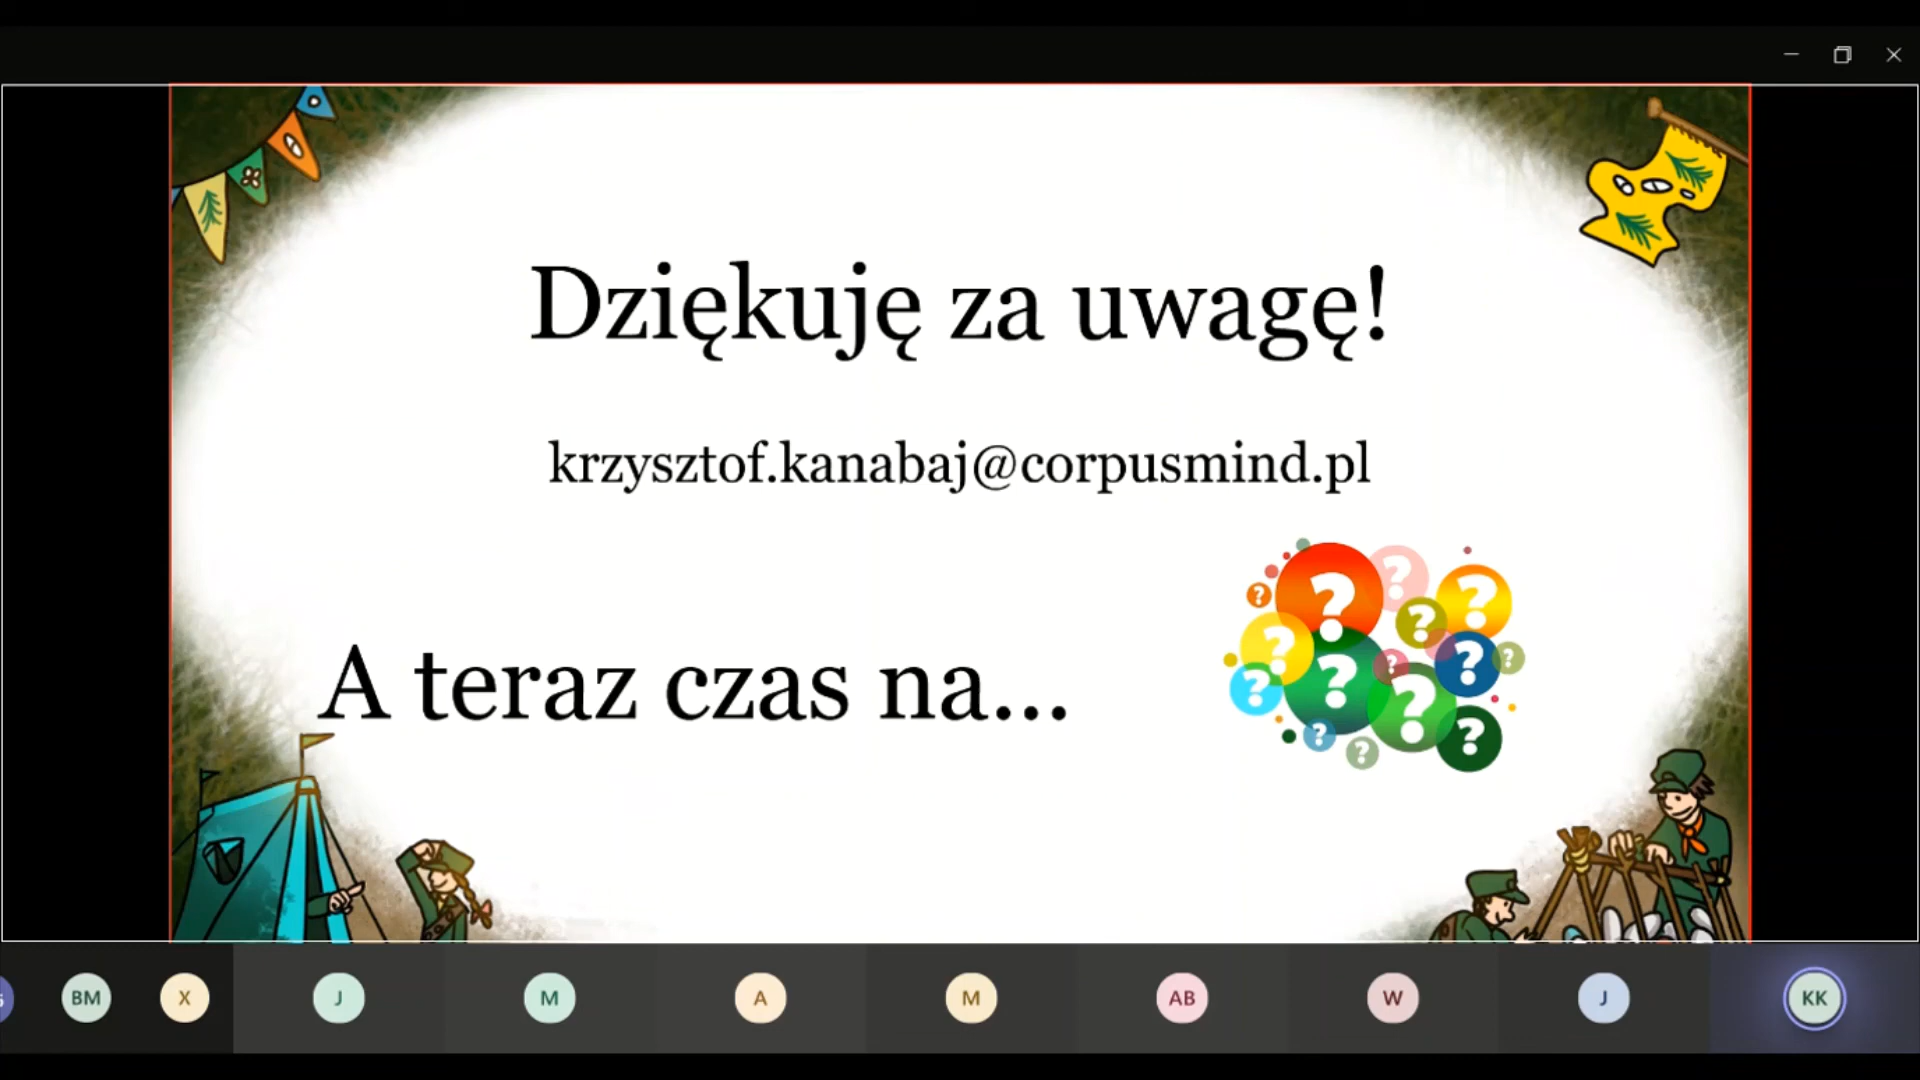 Dziękuję za uwagę!
krzysztof.kanabaj@corpusmind.pl
A teraz czas na...
? ? ? ? ? ? ? ? ? ? ? ? ? ?
BM X J M A M AB W J KK